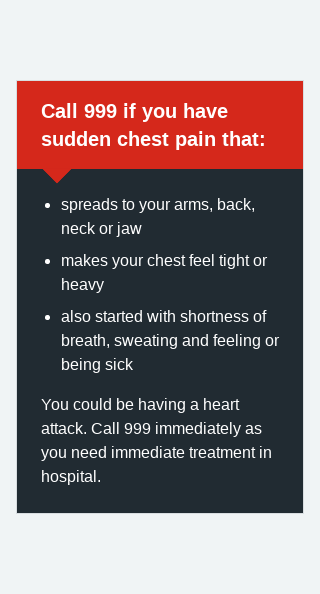 Call 999 if you have
sudden chest pain that:
spreads to your arms, back,
neck or jaw
makes your chest feel tight or
heavy
also started with shortness of
breath, sweating and feeling or
being sick
You could be having a heart
attack. Call 999 immediately as
you need immediate treatment in
hospital.